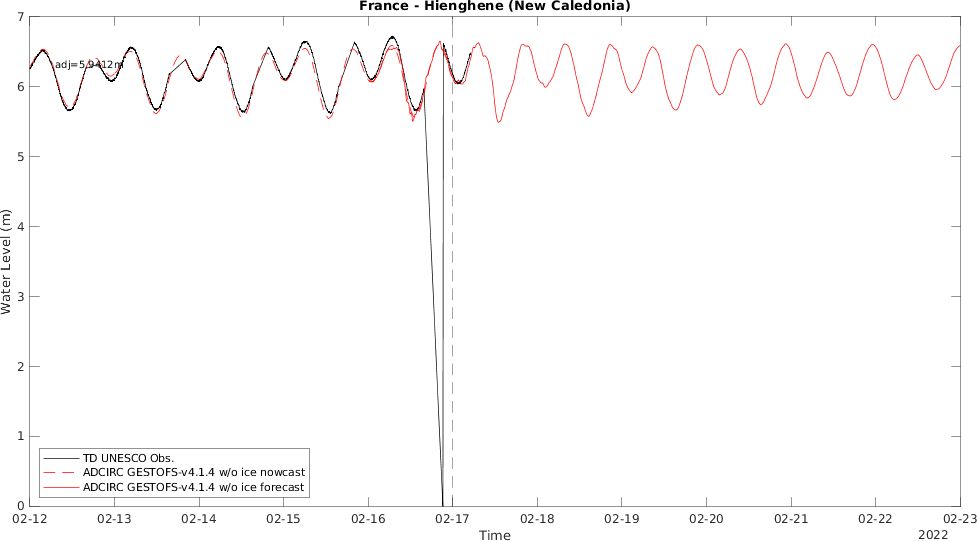 France - Hienghene (New Caledonia)
7
6
5
4
3
2
1
0
Water Level (m)
TD UNESCO Obs.
ADCIRC GESTOFS-v4.1.4 w/o ice nowcast
ADCIRC GESTOFS-v4.1.4 w/o ice forecast
02-12 02-13 02-14 02-15 02-16 02-17 02-18 02-19 02-20 02-21 02-22 02-23
Time
2022